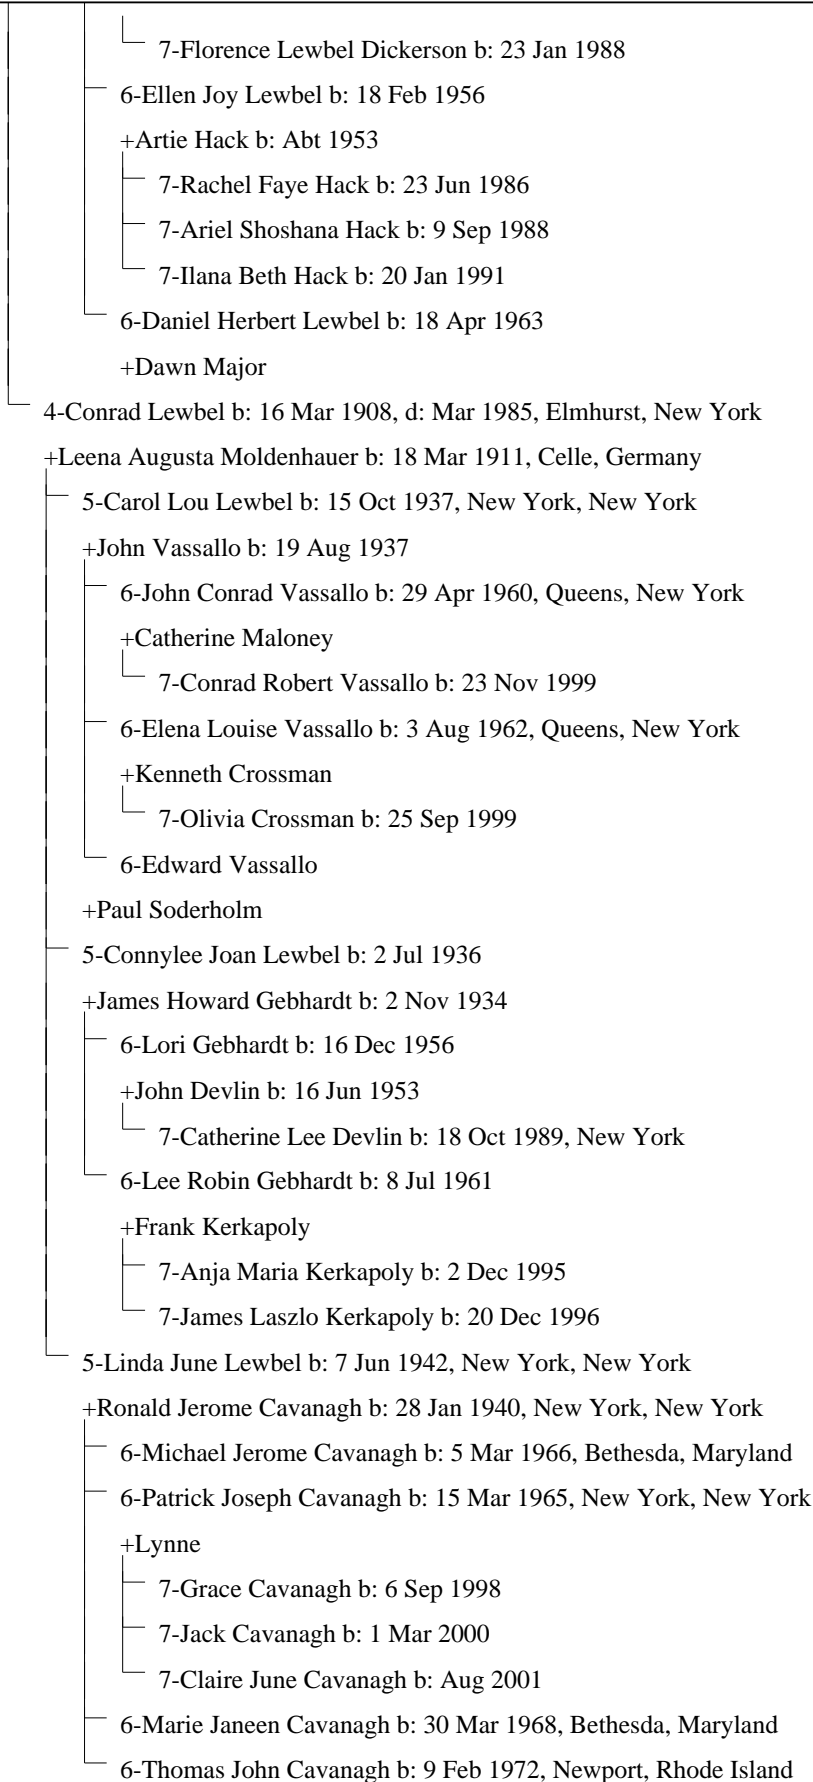 7-Florence Lewbel Dickerson b: 23 Jan 1988
6-Ellen Joy Lewbel b: 18 Feb 1956
+Artie Hack b: Abt 1953
7-Rachel Faye Hack b: 23 Jun 1986
7-Ariel Shoshana Hack b: 9 Sep 1988
7-Ilana Beth Hack b: 20 Jan 1991
6-Daniel Herbert Lewbel b: 18 Apr 1963
+Dawn Major
4-Conrad Lewbel b: 16 Mar 1908, d: Mar 1985, Elmhurst, New York
+Leena Augusta Moldenhauer b: 18 Mar 1911, Celle, Germany
5-Carol Lou Lewbel b: 15 Oct 1937, New York, New York
+John Vassallo b: 19 Aug 1937
6-John Conrad Vassallo b: 29 Apr 1960, Queens, New York
+Catherine Maloney
7-Conrad Robert Vassallo b: 23 Nov 1999
6-Elena Louise Vassallo b: 3 Aug 1962, Queens, New York
+Kenneth Crossman
7-Olivia Crossman b: 25 Sep 1999
6-Edward Vassallo
+Paul Soderholm
5-Connylee Joan Lewbel b: 2 Jul 1936
+James Howard Gebhardt b: 2 Nov 1934
6-Lori Gebhardt b: 16 Dec 1956
+John Devlin b: 16 Jun 1953
7-Catherine Lee Devlin b: 18 Oct 1989, New York
6-Lee Robin Gebhardt b: 8 Jul 1961
+Frank Kerkapoly
7-Anja Maria Kerkapoly b: 2 Dec 1995
7-James Laszlo Kerkapoly b: 20 Dec 1996
5-Linda June Lewbel b: 7 Jun 1942, New York, New York
+Ronald Jerome Cavanagh b: 28 Jan 1940, New York, New York
6-Michael Jerome Cavanagh b: 5 Mar 1966, Bethesda, Maryland
6-Patrick Joseph Cavanagh b: 15 Mar 1965, New York, New York
+Lynne
7-Grace Cavanagh b: 6 Sep 1998
7-Jack Cavanagh b: 1 Mar 2000
7-Claire June Cavanagh b: Aug 2001
6-Marie Janeen Cavanagh b: 30 Mar 1968, Bethesda, Maryland
6-Thomas John Cavanagh b: 9 Feb 1972, Newport, Rhode Island